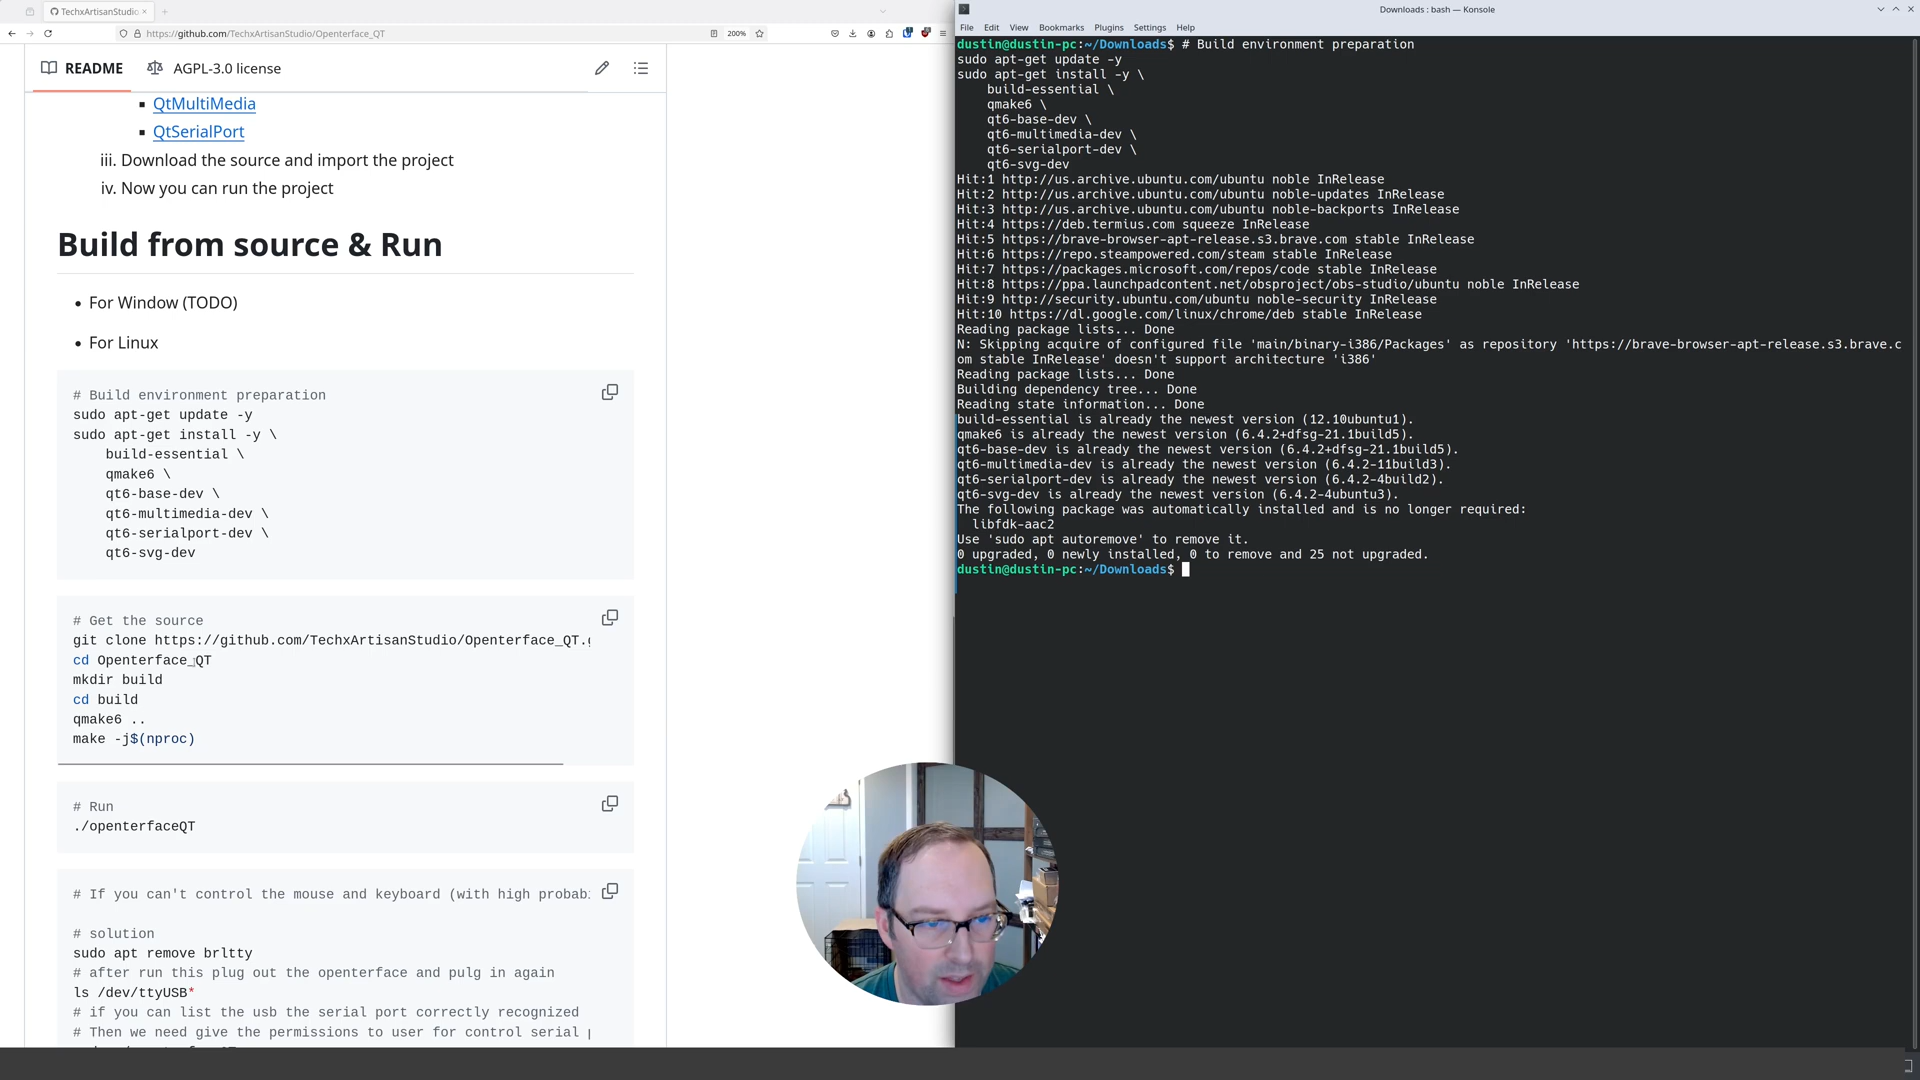 TechxArtisanStudio
https://github.com/TechxArtisanStudio/Openterface_QT
200%
README
AGPL-3.0 license
QtMultiMedia
QtSerialPort
iii. Download the source and import the project
iv. Now you can run the project
Build from source & Run
For Window (TODO)
For Linux
# Build environment preparation
sudo apt-get update -y
sudo apt-get install -y \
build-essential \
qmake6 \
qt6-base-dev \
qt6-multimedia-dev \
qt6-serialport-dev \
qt6-svg-dev
# Get the source
git clone https://github.com/TechxArtisanStudio/Openterface_QT.g
cd Openterface_QT
mkdir build
cd build
qmake6 ..
make -j$(nproc)
# Run
./openterfaceQT
# If you can't control the mouse and keyboard (with high probabi
# solution
sudo apt remove brltty
# after run this plug out the openterface and pulg in again
ls /dev/ttyUSB*
# if you can list the usb the serial port correctly recognized
# Then we need give the permissions to user for control serial p
Downloads : bash — Konsole
File Edit View Bookmarks Plugins Settings Help
dustin@dustin-pc:~/Downloads$ # Build environment preparation
sudo apt-get update -y
sudo apt-get install -y \
build-essential \
qmake6 \
qt6-base-dev \
qt6-multimedia-dev \
qt6-serialport-dev \
qt6-svg-dev
Hit:1 http://us.archive.ubuntu.com/ubuntu noble InRelease
Hit:2 http://us.archive.ubuntu.com/ubuntu noble-updates InRelease
Hit:3 http://us.archive.ubuntu.com/ubuntu noble-backports InRelease
Hit:4 https://deb.termius.com squeeze InRelease
Hit:5 https://brave-browser-apt-release.s3.brave.com stable InRelease
Hit:6 https://repo.steampowered.com/steam stable InRelease
Hit:7 https://packages.microsoft.com/repos/code stable InRelease
Hit:8 https://ppa.launchpadcontent.net/obsproject/obs-studio/ubuntu noble InRelease
Hit:9 http://security.ubuntu.com/ubuntu noble-security InRelease
Hit:10 https://dl.google.com/linux/chrome/deb stable InRelease
Reading package lists... Done
N: Skipping acquire of configured file 'main/binary-i386/Packages' as repository 'https://brave-browser-apt-release.s3.brave.c
om stable InRelease' doesn't support architecture 'i386'
Reading package lists... Done
Building dependency tree... Done
Reading state information... Done
build-essential is already the newest version (12.10ubuntu1).
qmake6 is already the newest version (6.4.2+dfsg-21.1build5).
qt6-base-dev is already the newest version (6.4.2+dfsg-21.1build5).
qt6-multimedia-dev is already the newest version (6.4.2-11build3).
qt6-serialport-dev is already the newest version (6.4.2-4build2).
qt6-svg-dev is already the newest version (6.4.2-4ubuntu3).
The following package was automatically installed and is no longer required:
libfdk-aac2
Use 'sudo apt autoremove' to remove it.
0 upgraded, 0 newly installed, 0 to remove and 25 not upgraded.
dustin@dustin-pc:~/Downloads$